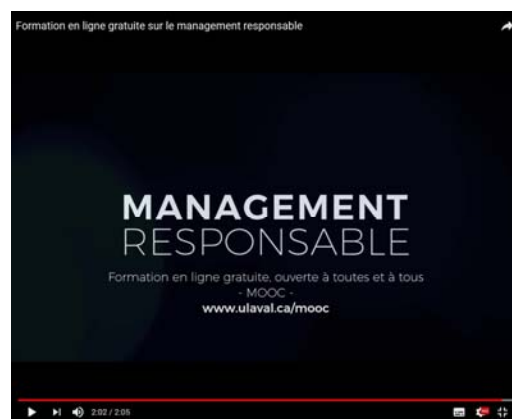 Formation en ligne gratuite sur le management responsable
MANAGEMENT
RESPONSABLE
Formation en ligne gratuite, ouverte à toutes et à tous
- MOOC -
www.ulaval.ca/mooc
2:02 / 2:05